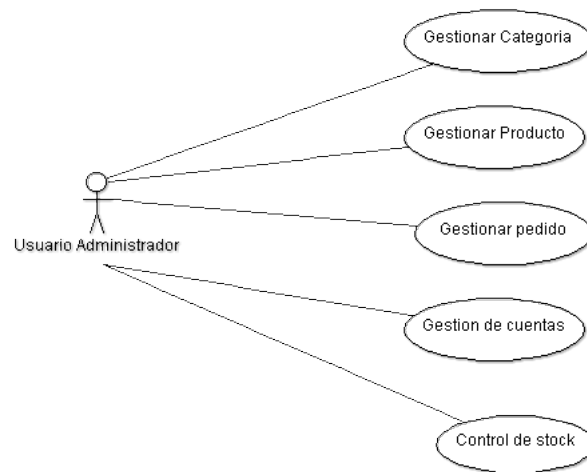 Gestionar Categoria
Gestionar Producto
Gestionar pedido
Usuario Administrador
Gestion de cuentas
Control de stock